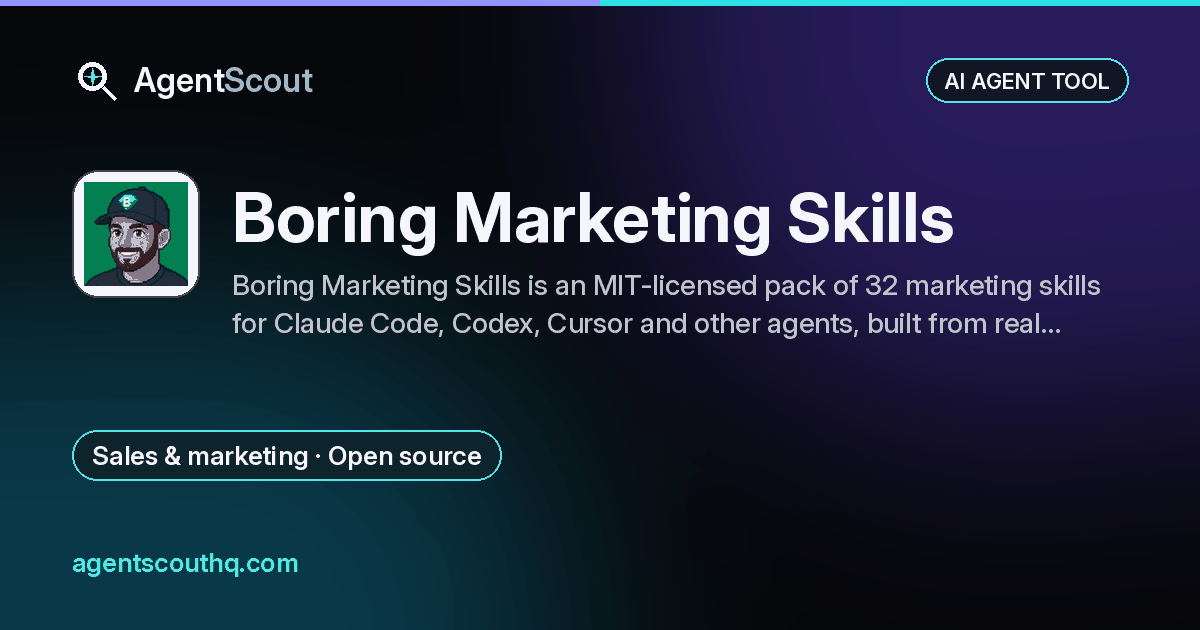 AgentScout
AI AGENT TOOL
B
Boring Marketing Skills
Boring Marketing Skills is an MIT-licensed pack of 32 marketing skills
for Claude Code, Codex, Cursor and other agents, built from real...
Sales & marketing · Open source
agentscouthq.com